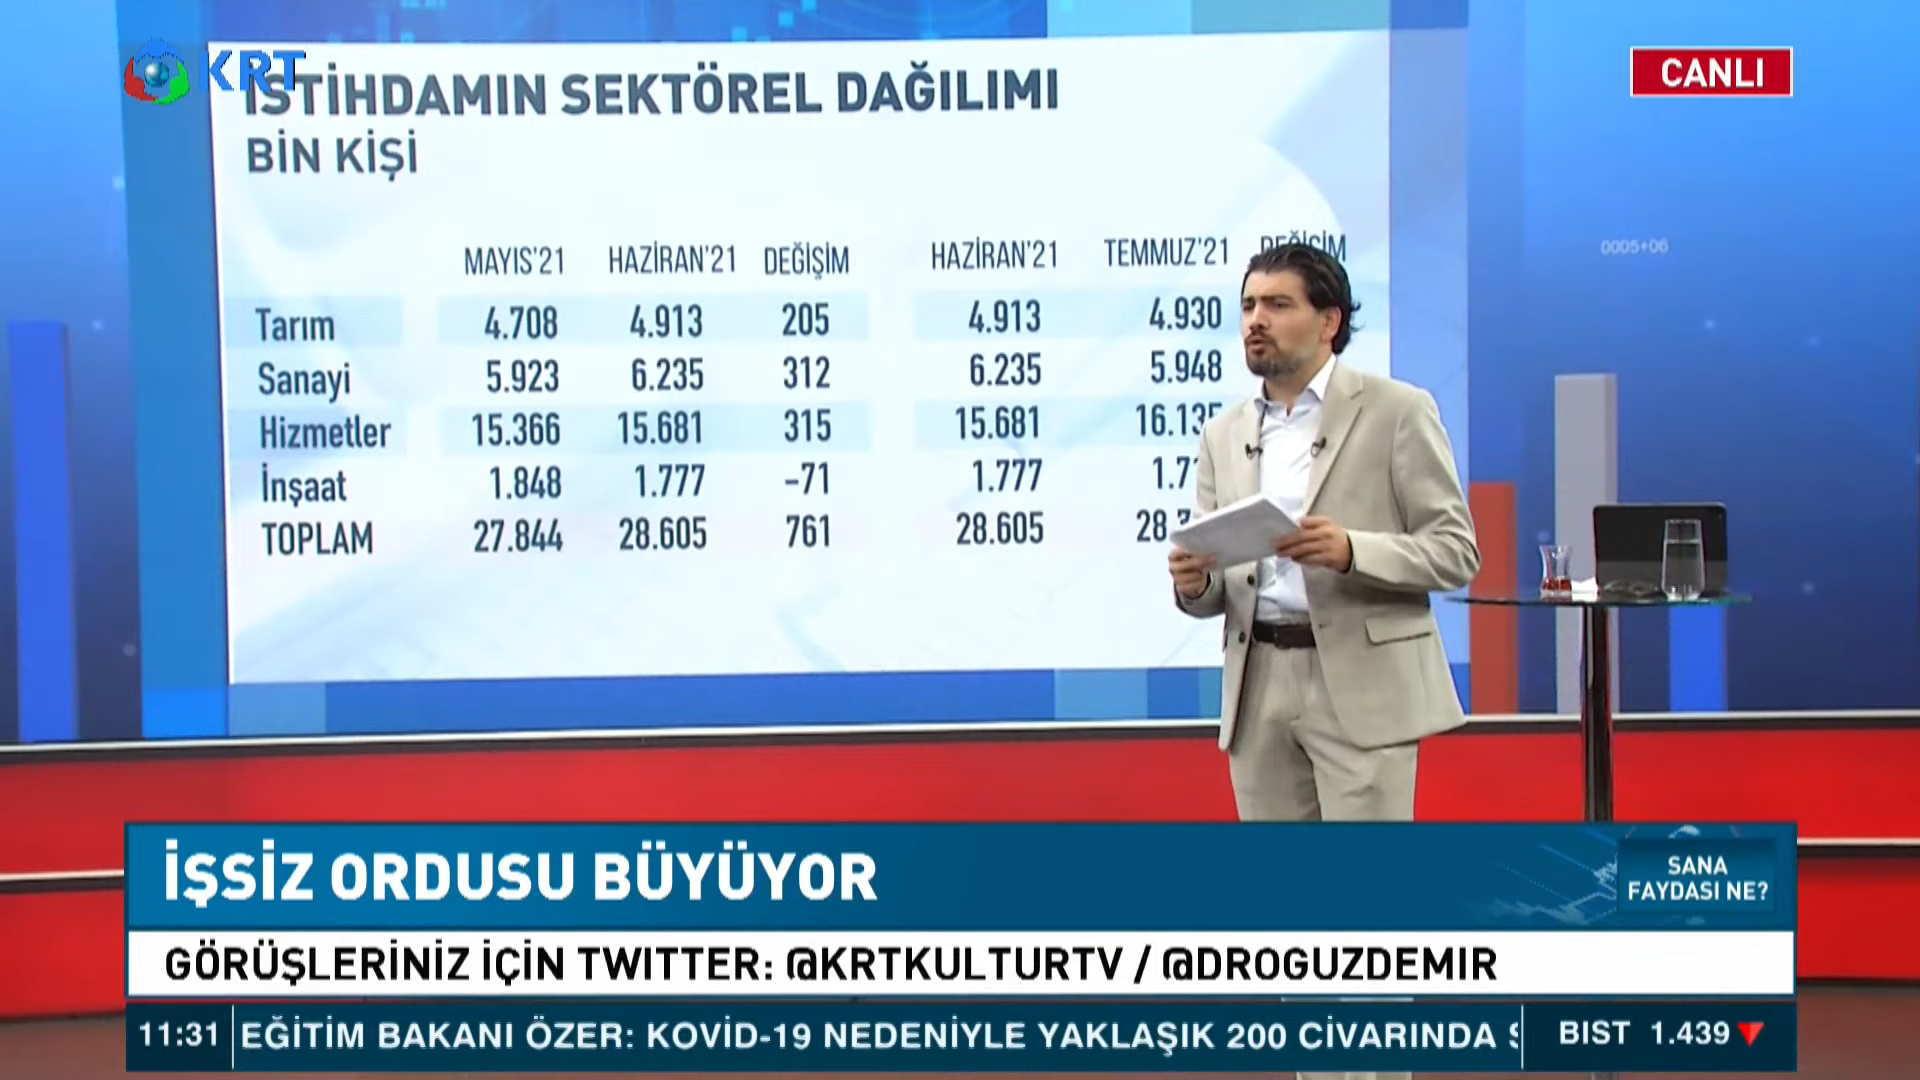 KRT
İSTİHDAMIN SEKTÖREL DAĞILIMI
BİN KİŞİ
CANLI
MAYIS'21 HAZİRAN'21 DEĞİŞİM HAZİRAN'21 TEMMUZ'21 DEĞİŞİM
Tarım 4.708 4.913 205 4.913 4.930
Sanayi 5.923 6.235 312 6.235 5.948
Hizmetler 15.366 15.681 315 15.681
İnşaat 1.848 1.777 -71 1.777
TOPLAM 27.844 28.605 761 28.605
0005+06
İŞSİZ ORDUSU BÜYÜYOR
SANA
FAYDASI NE?
GÖRÜŞLERİNİZ İÇİN TWITTER: @KRTKULTURTV / @DROGUZDEMIR
11:31 EĞİTİM BAKANI ÖZER: KOVİD-19 NEDENİYLE YAKLAŞIK 200 CİVARINDA BIST 1.439